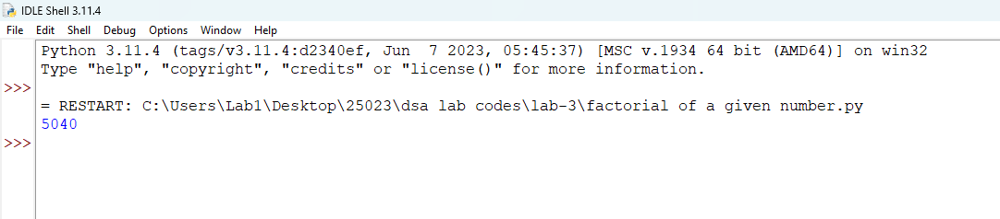 IDLE Shell 3.11.4
File Edit Shell Debug Options Window Help
Python 3.11.4 (tags/v3.11.4:d2340ef, Jun  7 2023, 05:45:37) [MSC v.1934 64 bit (AMD64)] on win32
Type "help", "copyright", "credits" or "license()" for more information.
>>>
= RESTART: C:\Users\Lab1\Desktop\25023\dsa lab codes\lab-3\factorial of a given number.py
5040
>>>